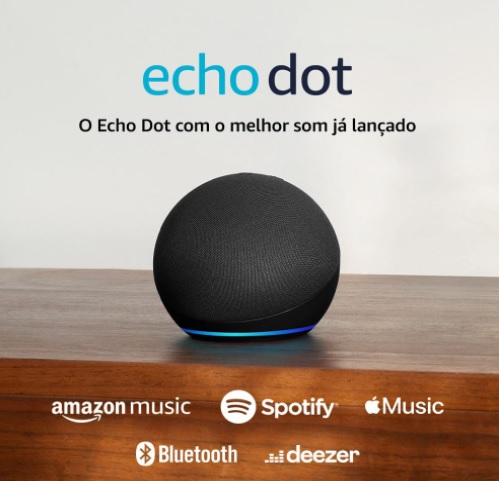 echo dot
O Echo Dot com o melhor som já lançado
amazon music Spotify Music
Bluetooth deezer